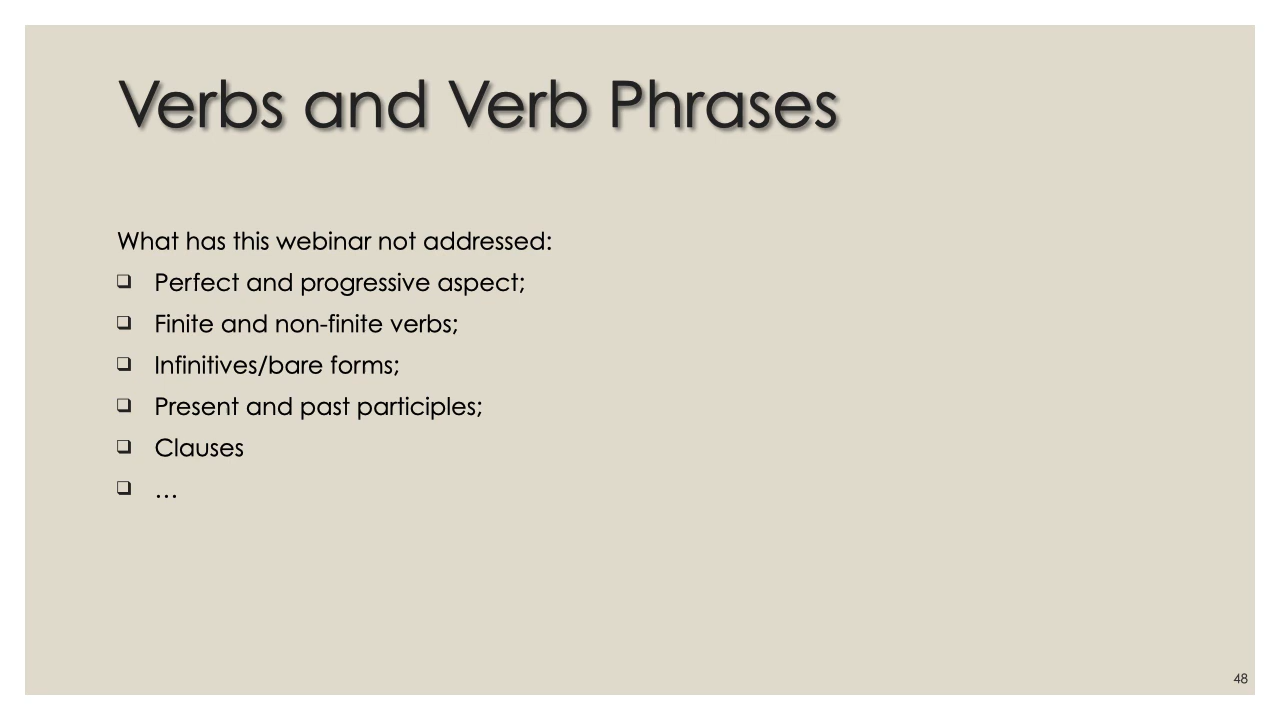 Verbs and Verb Phrases
What has this webinar not addressed:
❑ Perfect and progressive aspect;
❑ Finite and non-finite verbs;
❑ Infinitives/bare forms;
❑ Present and past participles;
❑ Clauses
❑ …
48